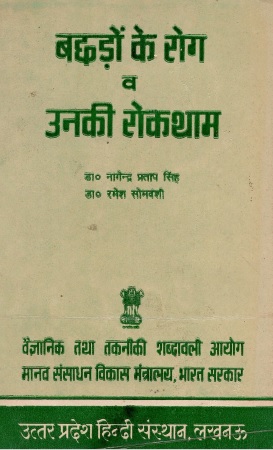 बछड़ों के रोग
व
उनकी रोकथाम
डा० नागेन्द्र प्रताप सिंह
डा० रमेश सोमवंशी
वैज्ञानिक तथा तकनीकी शब्दावली आयोग
मानव संसाधन विकास मंत्रालय, भारत सरकार
उत्तर प्रदेश हिन्दी संस्थान, लखनऊ